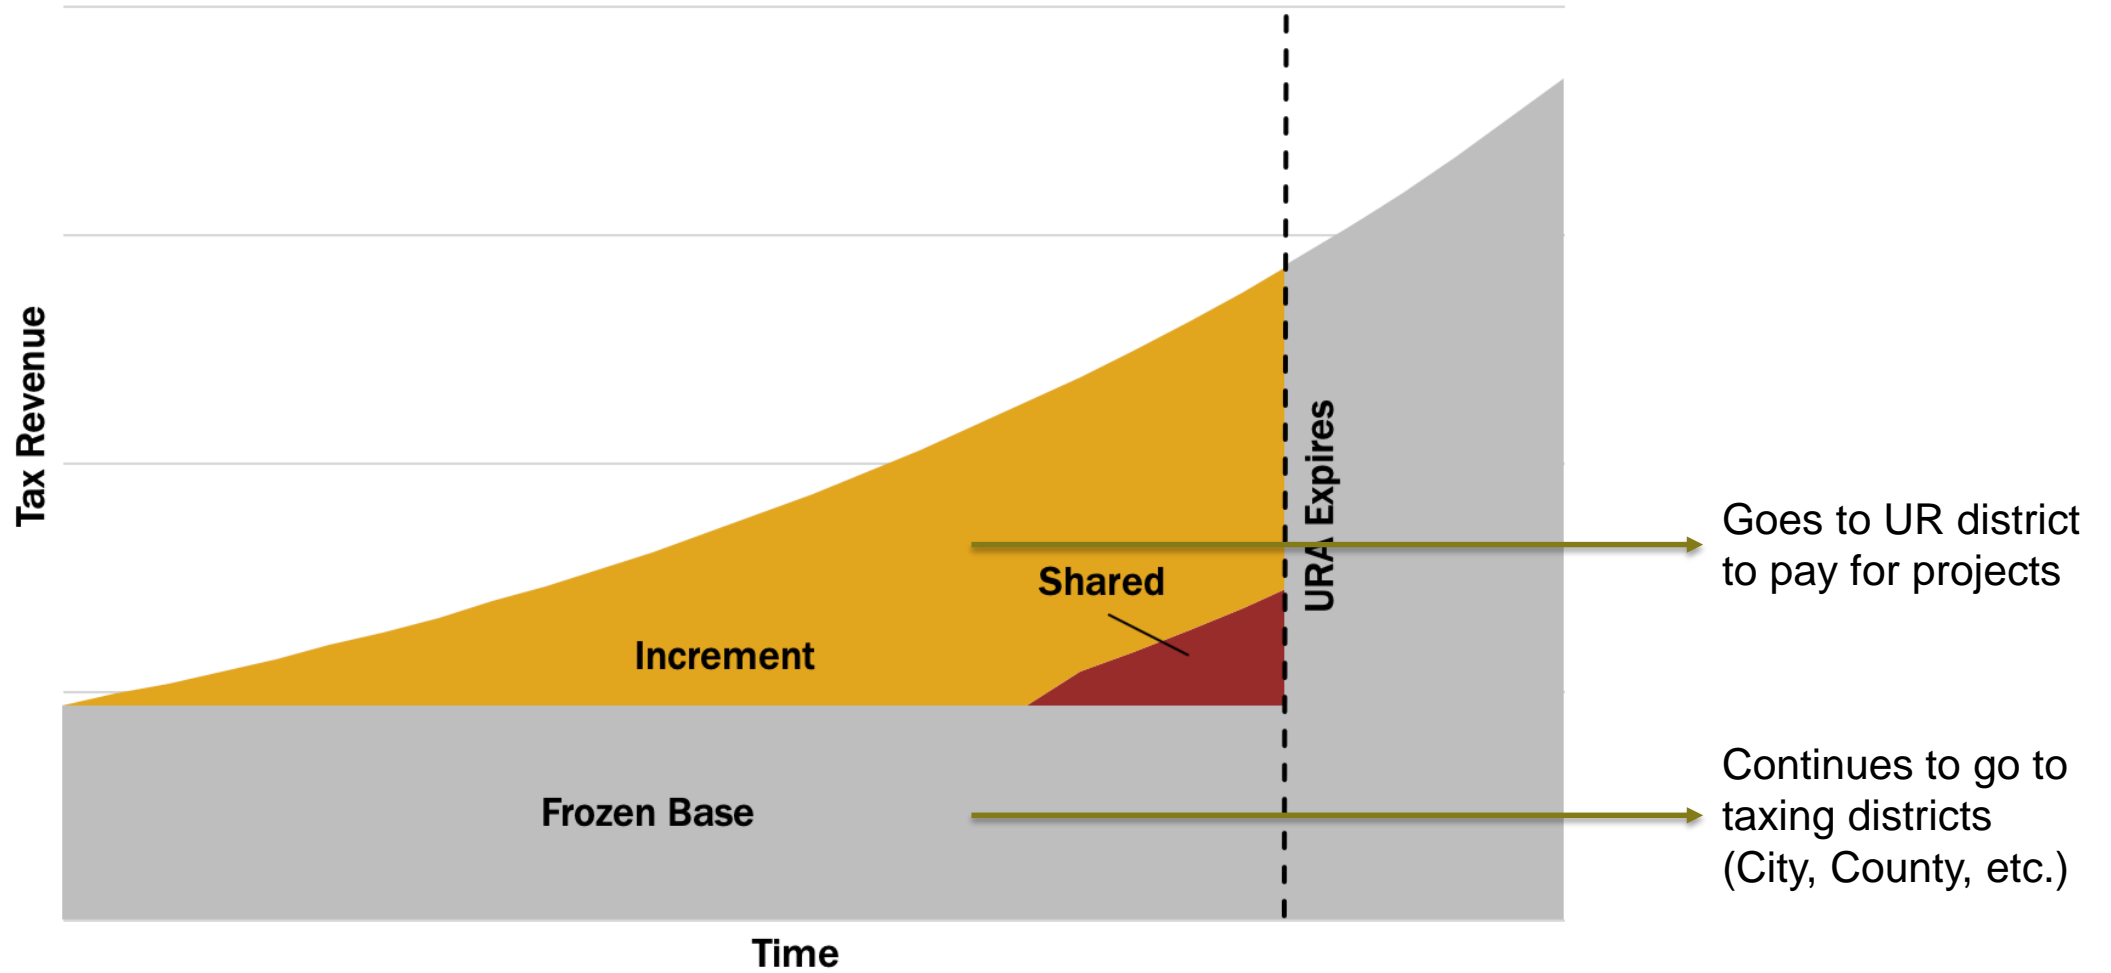 Tax Revenue
URA Expires
Goes to UR district
to pay for projects
Shared
Increment
Continues to go to
taxing districts
(City, County, etc.)
Frozen Base
Time